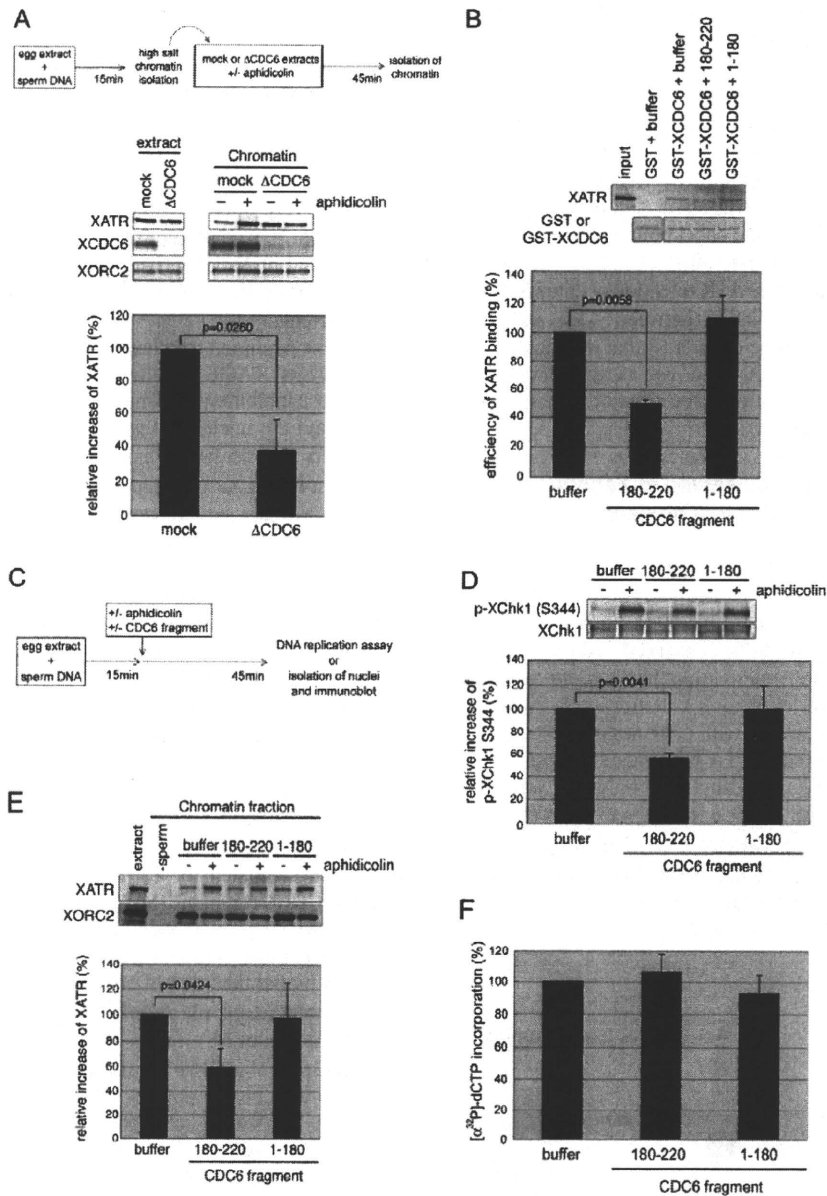 A
egg extract
+
sperm DNA
15min
high salt
chromatin
isolation
mock or ΔCDC6 extracts
+/- aphidicolin
45min
isolation of
chromatin
extract
mock
ΔCDC6
Chromatin
mock ΔCDC6
- + - + aphidicolin
XATR
XCDC6
XORC2
relative increase of XATR (%)
140
120
100
80
60
40
20
0
p=0.0260
mock ΔCDC6
B
input
GST + buffer
GST-XCDC6 + buffer
GST-XCDC6 + 180-220
GST-XCDC6 + 1-180
XATR
GST or
GST-XCDC6
efficiency of XATR binding (%)
140
120
100
80
60
40
20
0
p=0.0058
buffer 180-220 1-180
CDC6 fragment
C
egg extract
+
sperm DNA
15min
+/- aphidicolin
+/- CDC6 fragment
45min
DNA replication assay
or
isolation of nuclei
and immunoblot
D
buffer 180-220 1-180
- + - + - + aphidicolin
p-XChk1 (S344)
XChk1
relative increase of
p-XChk1 S344 (%)
140
120
100
80
60
40
20
0
p=0.0041
buffer 180-220 1-180
CDC6 fragment
E
Chromatin fraction
extract
-sperm
buffer 180-220 1-180
- + - + - + aphidicolin
XATR
XORC2
relative increase of XATR (%)
140
120
100
80
60
40
20
0
p=0.0424
buffer 180-220 1-180
CDC6 fragment
F
[α³²P]-dCTP incorporation (%)
120
100
80
60
40
20
0
buffer 180-220 1-180
CDC6 fragment